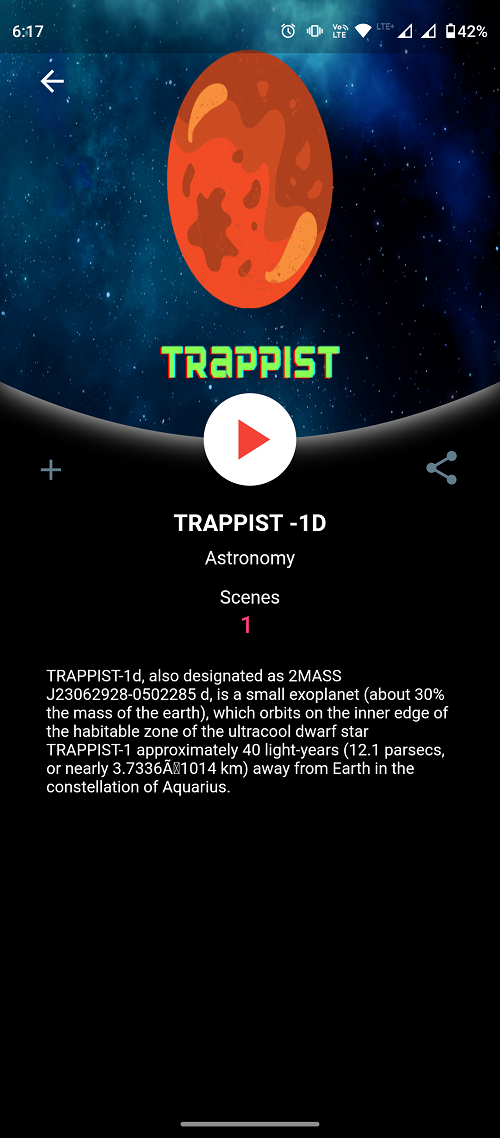 6:17
Vo LTE
LTE+
42%
TRAPPIST
TRAPPIST -1D
Astronomy
Scenes
1
TRAPPIST-1d, also designated as 2MASS
J23062928-0502285 d, is a small exoplanet (about 30%
the mass of the earth), which orbits on the inner edge of
the habitable zone of the ultracool dwarf star
TRAPPIST-1 approximately 40 light-years (12.1 parsecs,
or nearly 3.7336Ã1014 km) away from Earth in the
constellation of Aquarius.